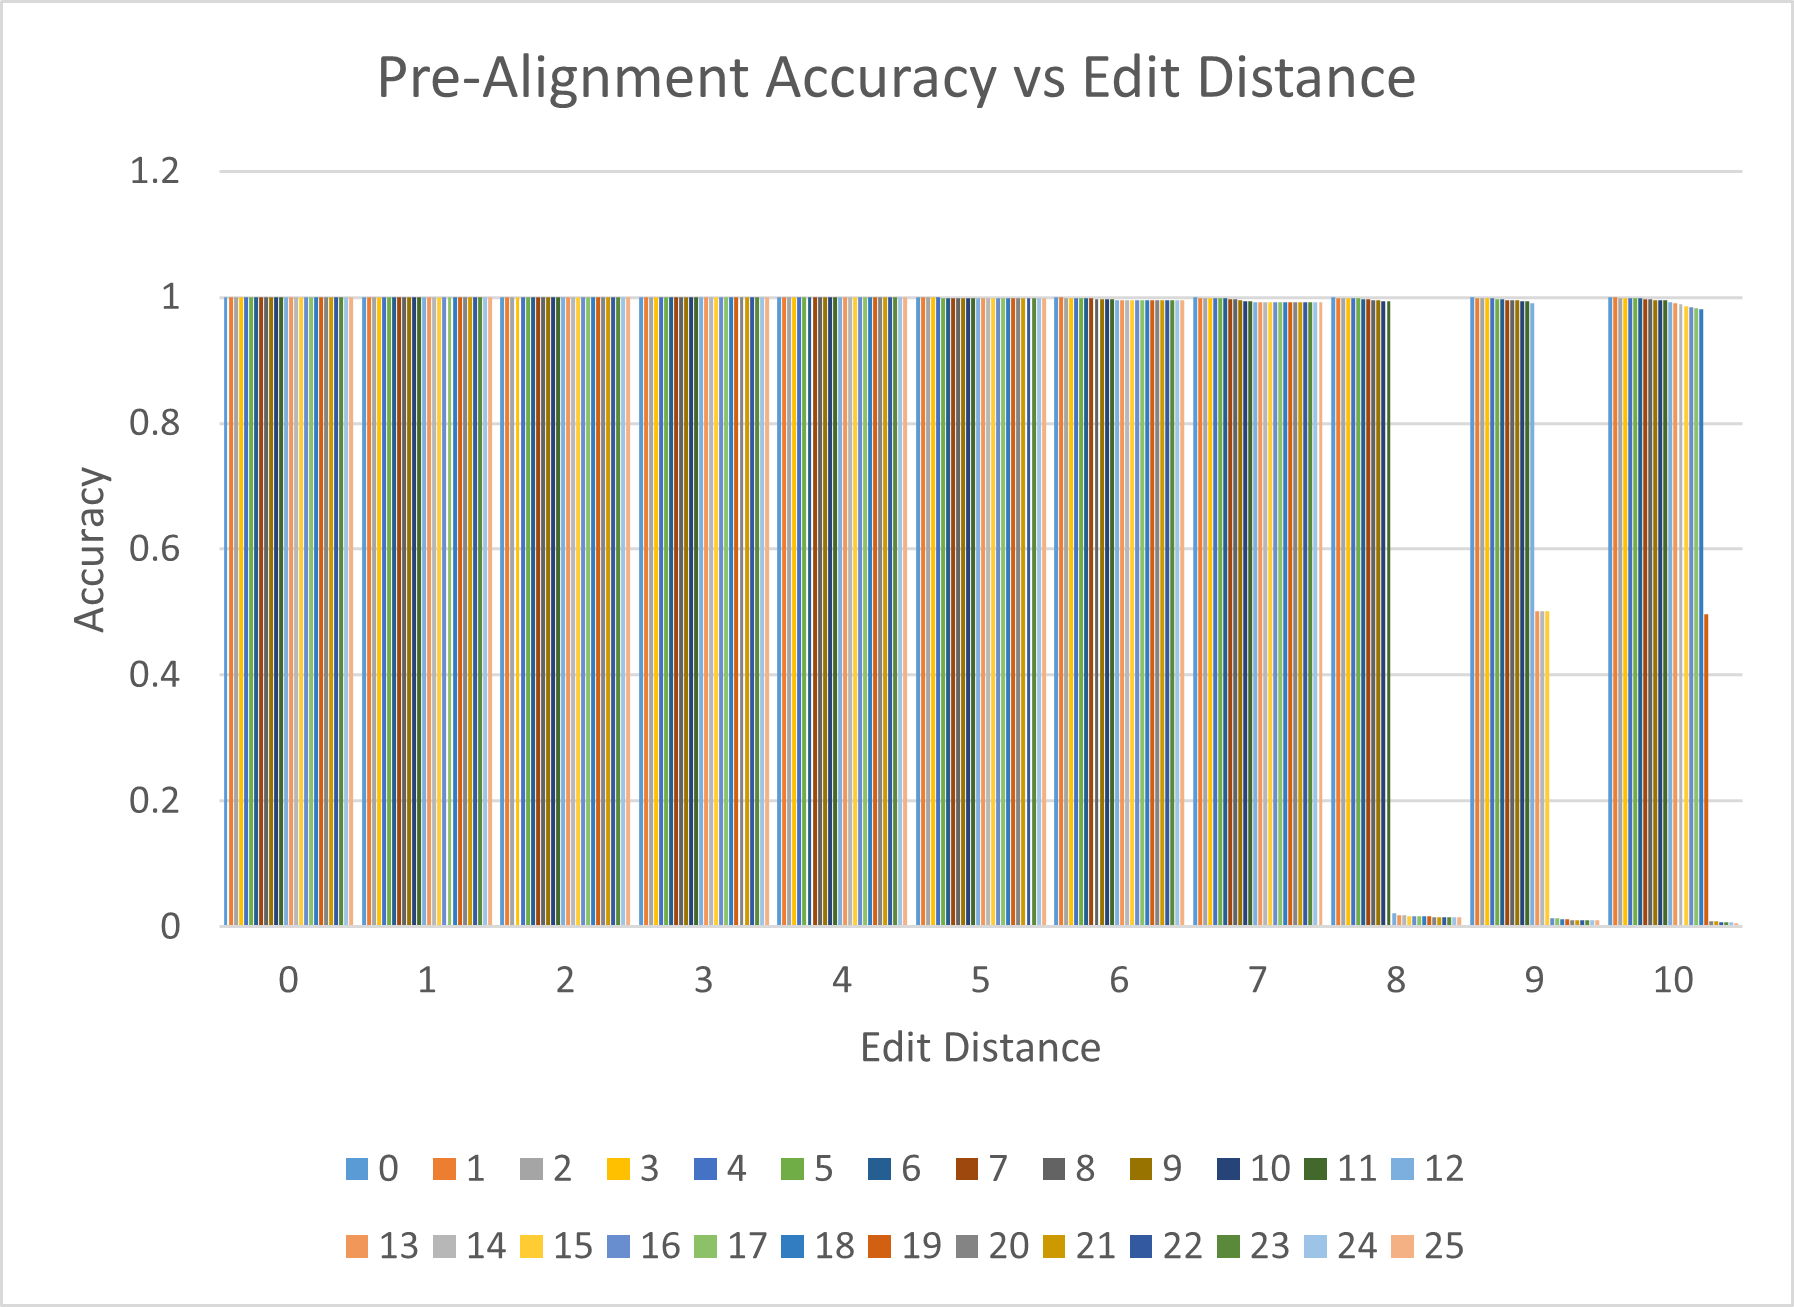 Pre-Alignment Accuracy vs Edit Distance
1.2
1
0.8
0.6
0.4
0.2
0
Accuracy
0 1 2 3 4 5 6 7 8 9 10
Edit Distance
0 1 2 3 4 5 6 7 8 9 10 11 12
13 14 15 16 17 18 19 20 21 22 23 24 25